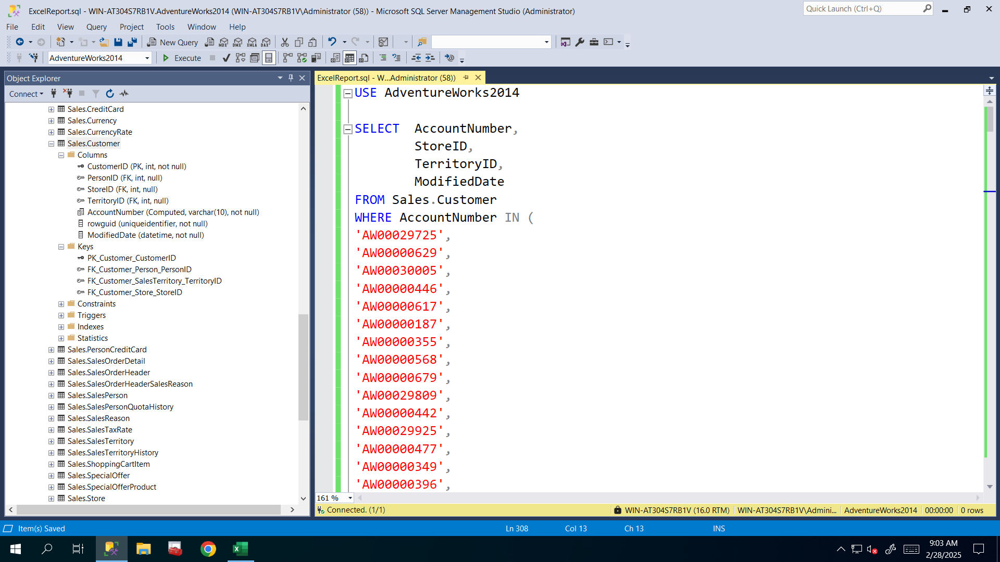 ExcelReport.sql - WIN-AT304S7RB1V.AdventureWorks2014 (WIN-AT304S7RB1V\Administrator (58)) - Microsoft SQL Server Management Studio (Administrator)
Quick Launch (Ctrl+Q)
File Edit View Query Project Tools Window Help
New Query MDX DMX XMLA DAX
AdventureWorks2014 Execute
Object Explorer
Connect
Sales.CreditCard
Sales.Currency
Sales.CurrencyRate
Sales.Customer
Columns
CustomerID (PK, int, not null)
PersonID (FK, int, null)
StoreID (FK, int, null)
TerritoryID (FK, int, null)
AccountNumber (Computed, varchar(10), not null)
rowguid (uniqueidentifier, not null)
ModifiedDate (datetime, not null)
Keys
PK_Customer_CustomerID
FK_Customer_Person_PersonID
FK_Customer_SalesTerritory_TerritoryID
FK_Customer_Store_StoreID
Constraints
Triggers
Indexes
Statistics
Sales.PersonCreditCard
Sales.SalesOrderDetail
Sales.SalesOrderHeader
Sales.SalesOrderHeaderSalesReason
Sales.SalesPerson
Sales.SalesPersonQuotaHistory
Sales.SalesReason
Sales.SalesTaxRate
Sales.SalesTerritory
Sales.SalesTerritoryHistory
Sales.ShoppingCartItem
Sales.SpecialOffer
Sales.SpecialOfferProduct
Sales.Store
ExcelReport.sql - W...Administrator (58))
USE AdventureWorks2014
SELECT AccountNumber,
StoreID,
TerritoryID,
ModifiedDate
FROM Sales.Customer
WHERE AccountNumber IN (
'AW00029725',
'AW00000629',
'AW00030005',
'AW00000446',
'AW00000617',
'AW00000187',
'AW00000355',
'AW00000568',
'AW00000679',
'AW00029809',
'AW00000442',
'AW00029925',
'AW00000477',
'AW00000349',
'AW00000396',
161 %
Connected. (1/1) WIN-AT304S7RB1V (16.0 RTM) WIN-AT304S7RB1V\Admini... AdventureWorks2014 00:00:00 0 rows
Item(s) Saved Ln 308 Col 13 Ch 13 INS
9:03 AM
2/28/2025